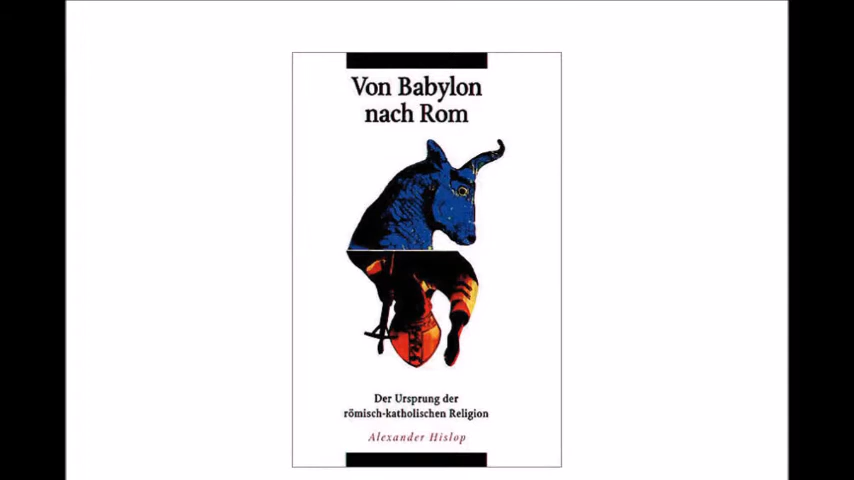 Von Babylon
nach Rom
Der Ursprung der
römisch-katholischen Religion
Alexander Hislop